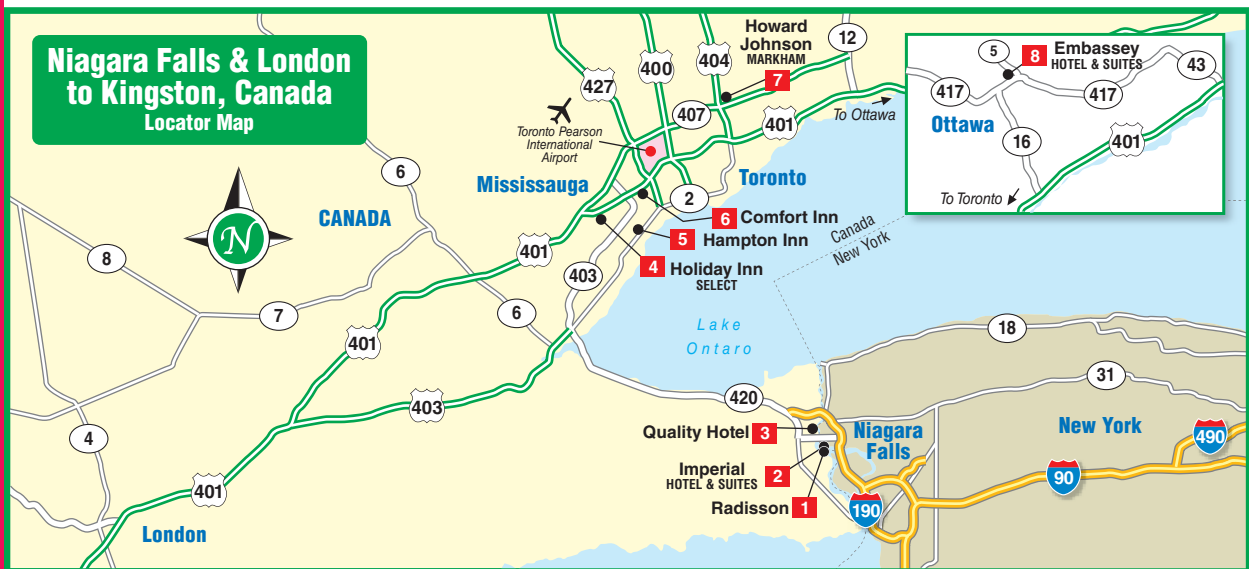 Niagara Falls & London
to Kingston, Canada
Locator Map
Howard
Johnson
MARKHAM
7
12
404
400
427
407
401
To Ottawa
Toronto Pearson
International
Airport
5
8
Embassey
HOTEL & SUITES
43
417
417
Ottawa
16
401
To Toronto
6
Mississauga
Toronto
2
CANADA
N
6 Comfort Inn
5 Hampton Inn
4 Holiday Inn
SELECT
Canada
New York
401
403
8
7
6
Lake
Ontaro
18
401
31
403
420
4
Quality Hotel 3
Niagara
Falls
New York
490
Imperial
HOTEL & SUITES
2
90
Radisson 1
190
401
London